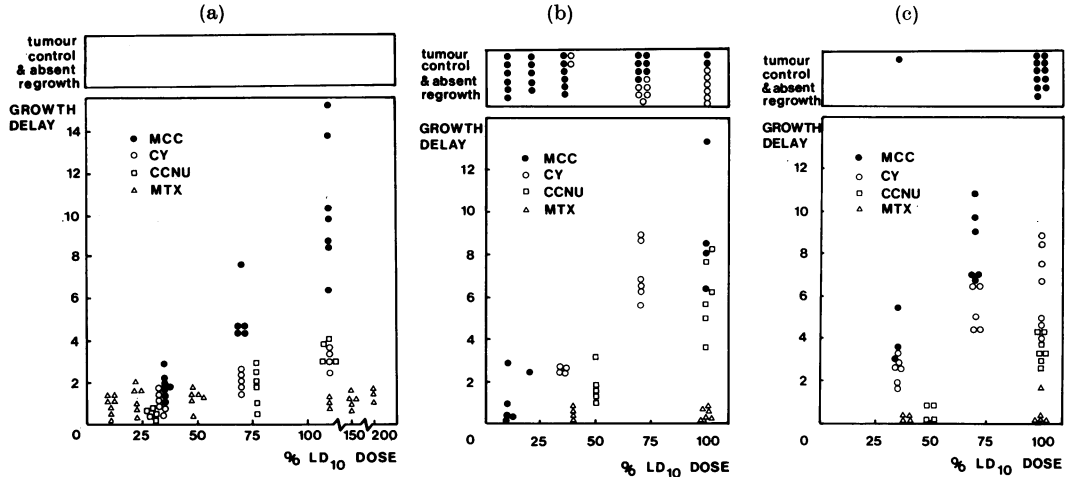 (a)
tumour
control
& absent
regrowth
GROWTH
DELAY
14
12
10
8
6
4
2
0
MCC
CY
CCNU
MTX
25
50
75
100
150
200
% LD10 DOSE
(b)
tumour
control
& absent
regrowth
GROWTH
DELAY
12
10
8
6
4
2
0
MCC
CY
CCNU
MTX
25
50
75
100
% LD10 DOSE
(c)
tumour
control
& absent
regrowth
GROWTH
DELAY
12
10
8
6
4
2
0
MCC
CY
CCNU
MTX
25
50
75
100
% LD10 DOSE